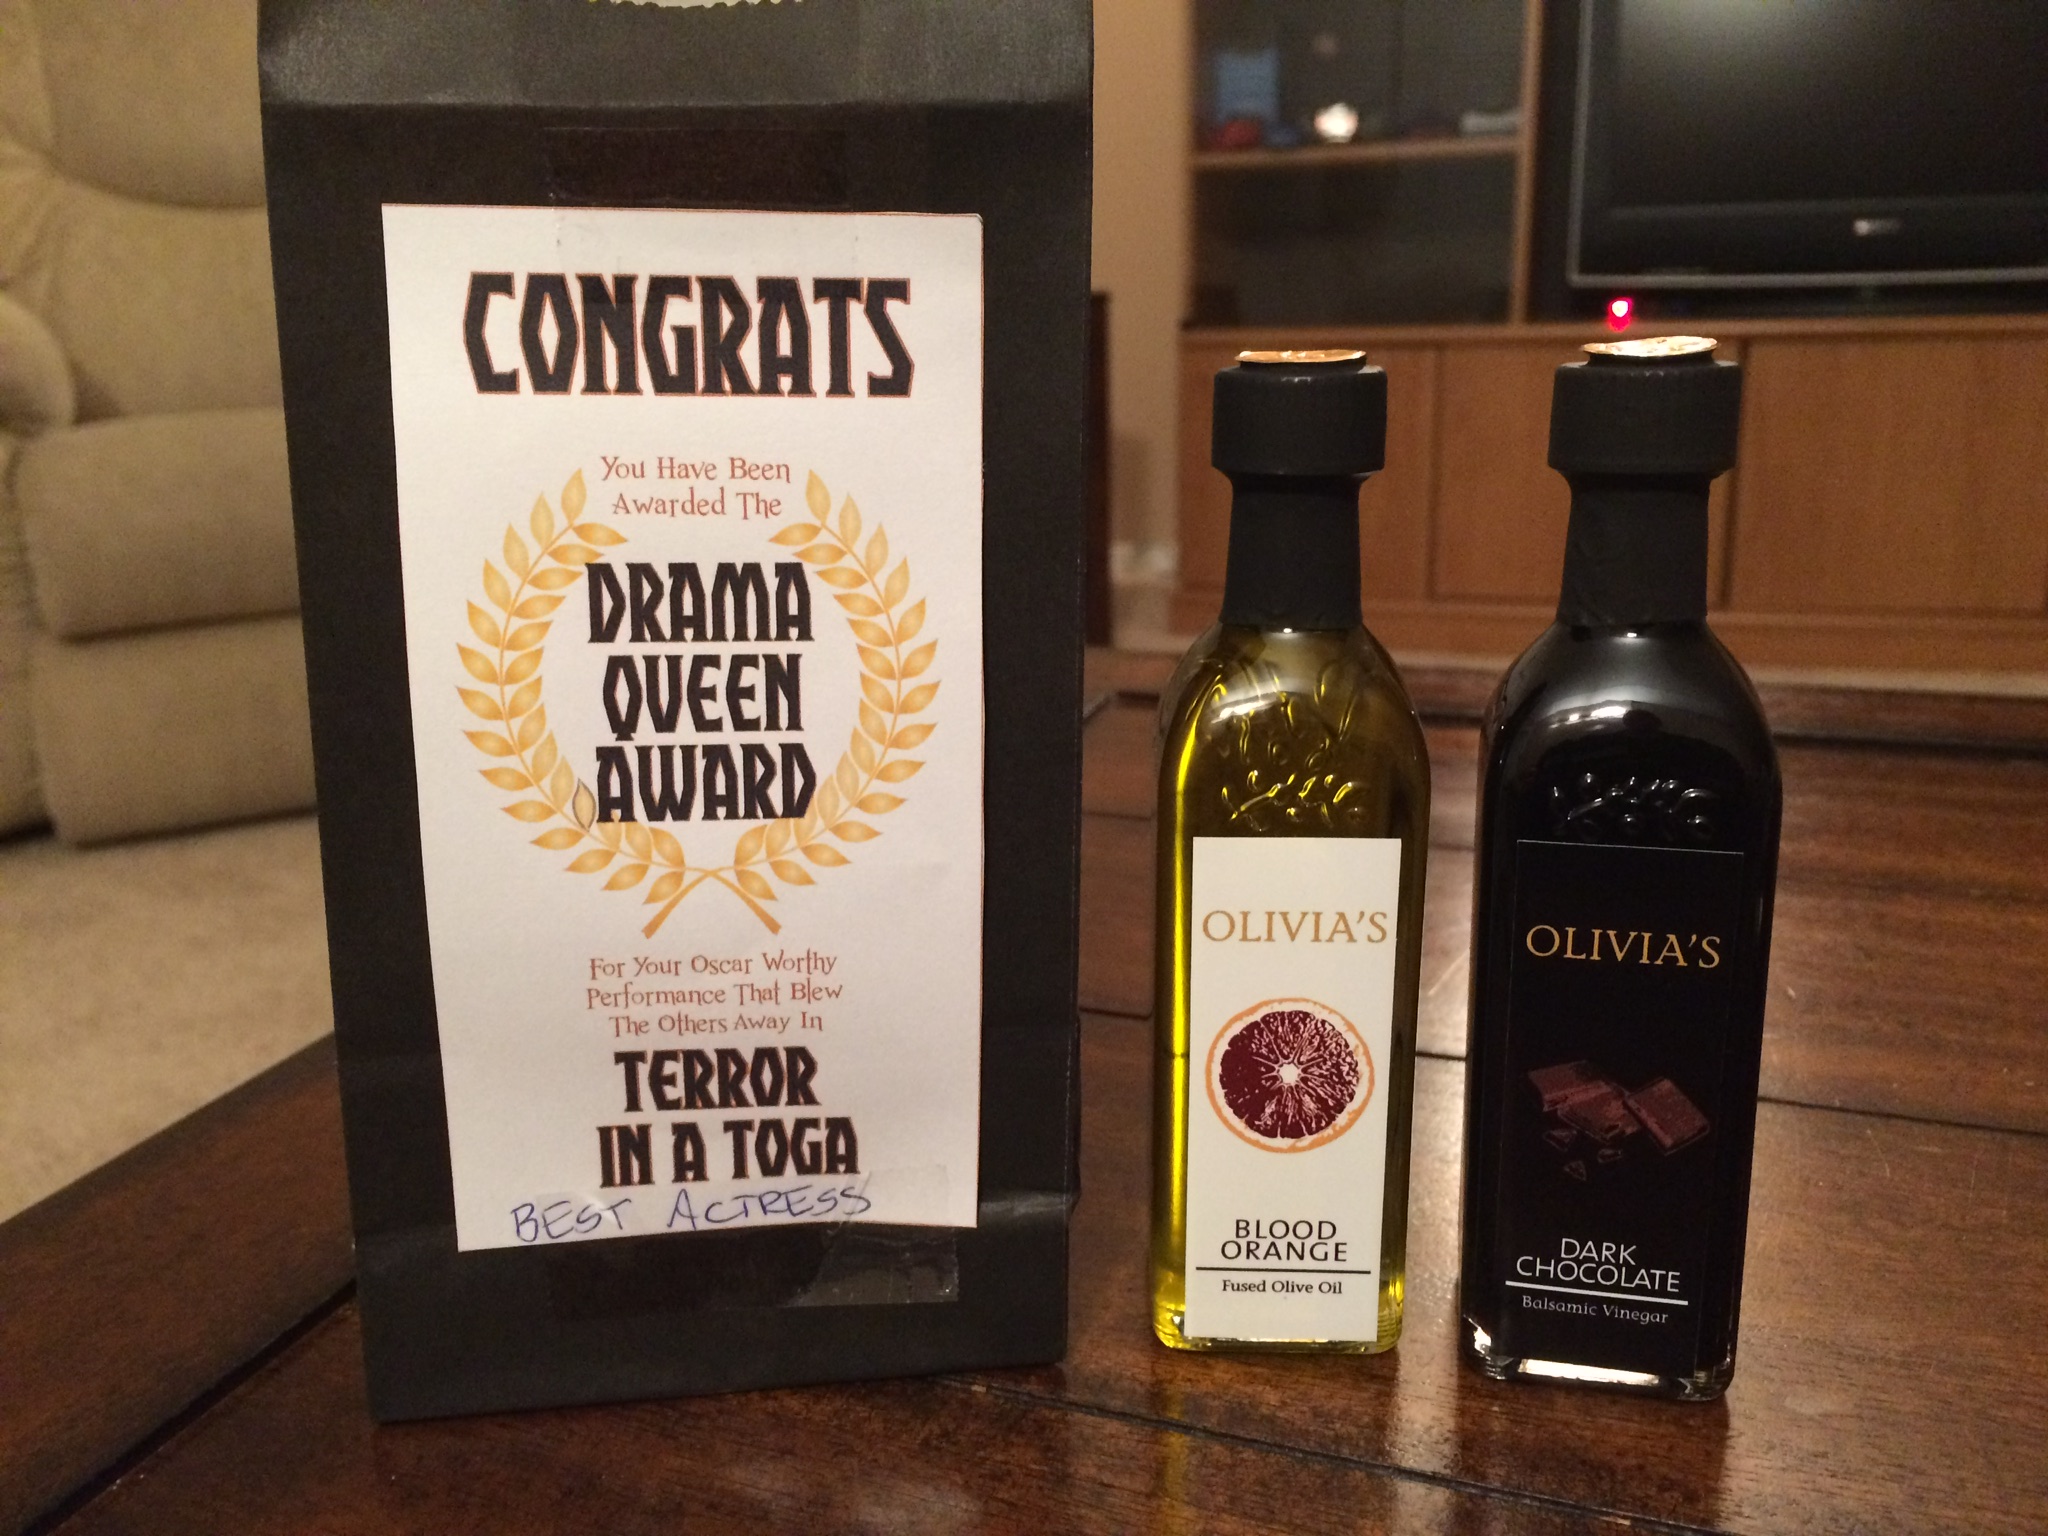 CONGRATS
You Have Been
Awarded The
DRAMA
QUEEN
AWARD
For Your Oscar Worthy
Performance That Blew
The Others Away In
TERROR
IN A TOGA
BEST ACTRESS
OLIVIA'S
BLOOD
ORANGE
Fused Olive Oil
OLIVIA'S
DARK
CHOCOLATE
Balsamic Vinegar